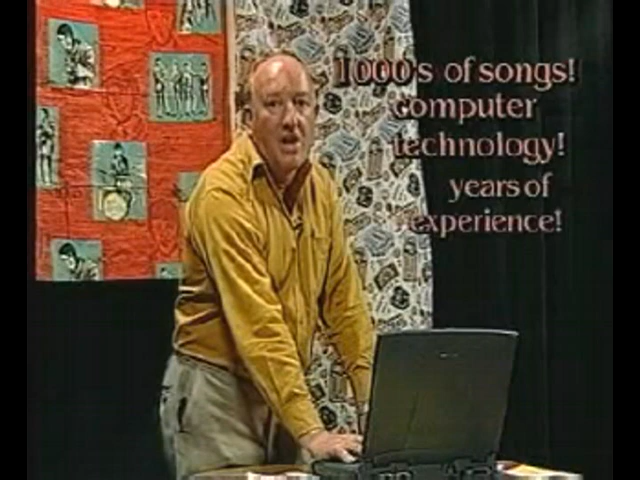 1000's of songs!
computer
technology!
years of
experience!